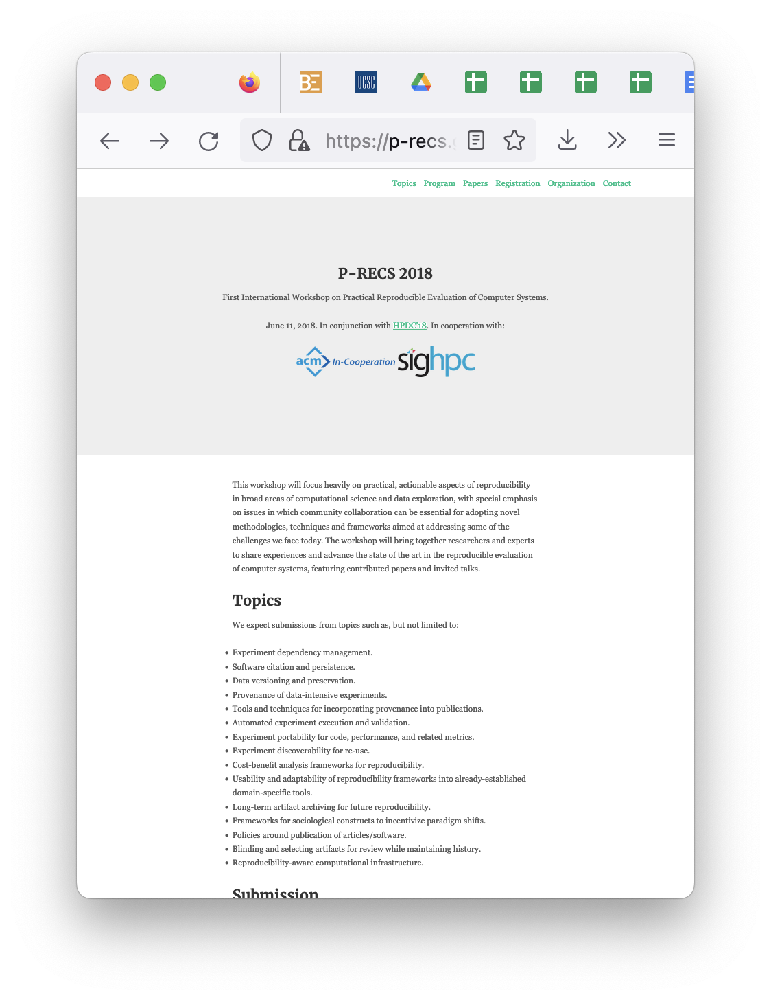 BE
UCSC
https://p-recs.
Topics Program Papers Registration Organization Contact
P-RECS 2018
First International Workshop on Practical Reproducible Evaluation of Computer Systems.
June 11, 2018. In conjunction with HPDC'18. In cooperation with:
acm In-Cooperation sighpc
This workshop will focus heavily on practical, actionable aspects of reproducibility
in broad areas of computational science and data exploration, with special emphasis
on issues in which community collaboration can be essential for adopting novel
methodologies, techniques and frameworks aimed at addressing some of the
challenges we face today. The workshop will bring together researchers and experts
to share experiences and advance the state of the art in the reproducible evaluation
of computer systems, featuring contributed papers and invited talks.
Topics
We expect submissions from topics such as, but not limited to:
• Experiment dependency management.
• Software citation and persistence.
• Data versioning and preservation.
• Provenance of data-intensive experiments.
• Tools and techniques for incorporating provenance into publications.
• Automated experiment execution and validation.
• Experiment portability for code, performance, and related metrics.
• Experiment discoverability for re-use.
• Cost-benefit analysis frameworks for reproducibility.
• Usability and adaptability of reproducibility frameworks into already-established
domain-specific tools.
• Long-term artifact archiving for future reproducibility.
• Frameworks for sociological constructs to incentivize paradigm shifts.
• Policies around publication of articles/software.
• Blinding and selecting artifacts for review while maintaining history.
• Reproducibility-aware computational infrastructure.
Submission